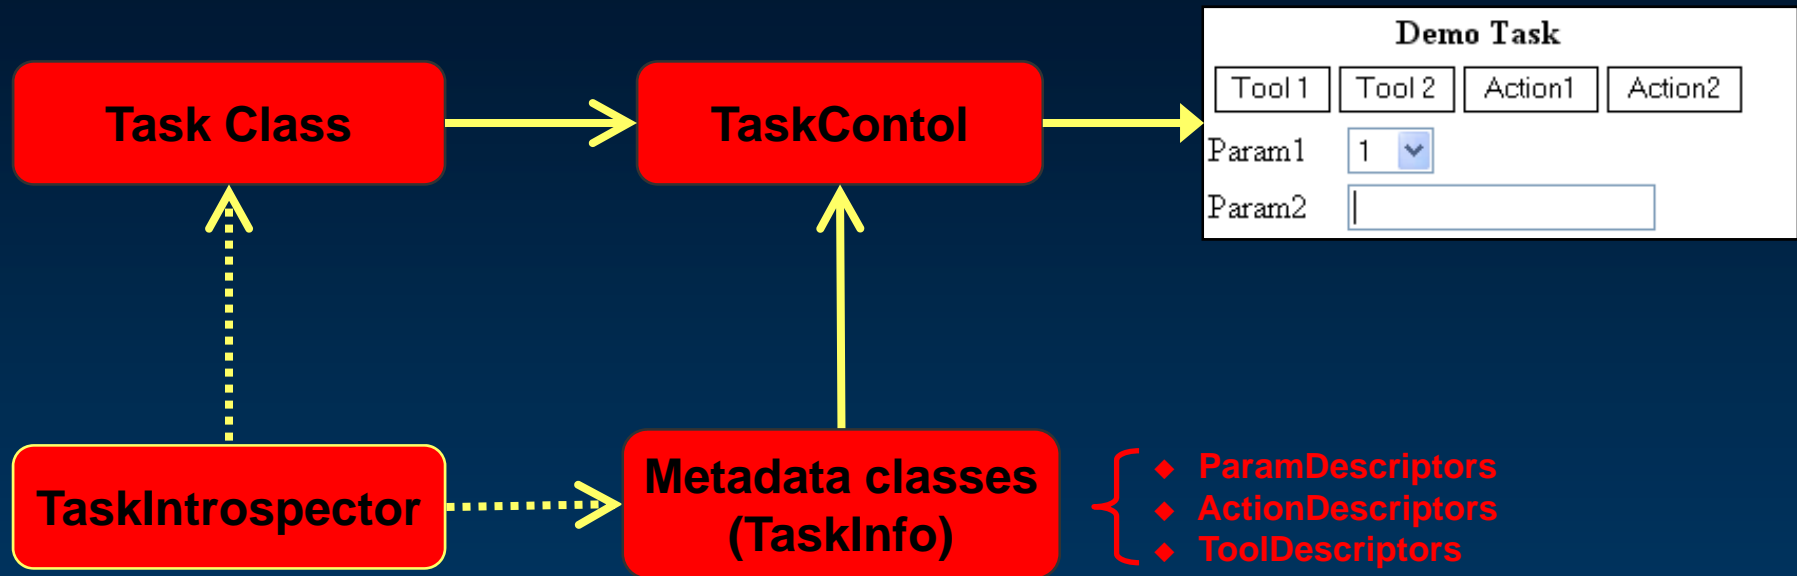 Demo Task
Tool 1 Tool 2 Action1 Action2
Param1 1
Param2
Task Class
TaskContol
TaskIntrospector
Metadata classes
(TaskInfo)
ParamDescriptors
ActionDescriptors
ToolDescriptors